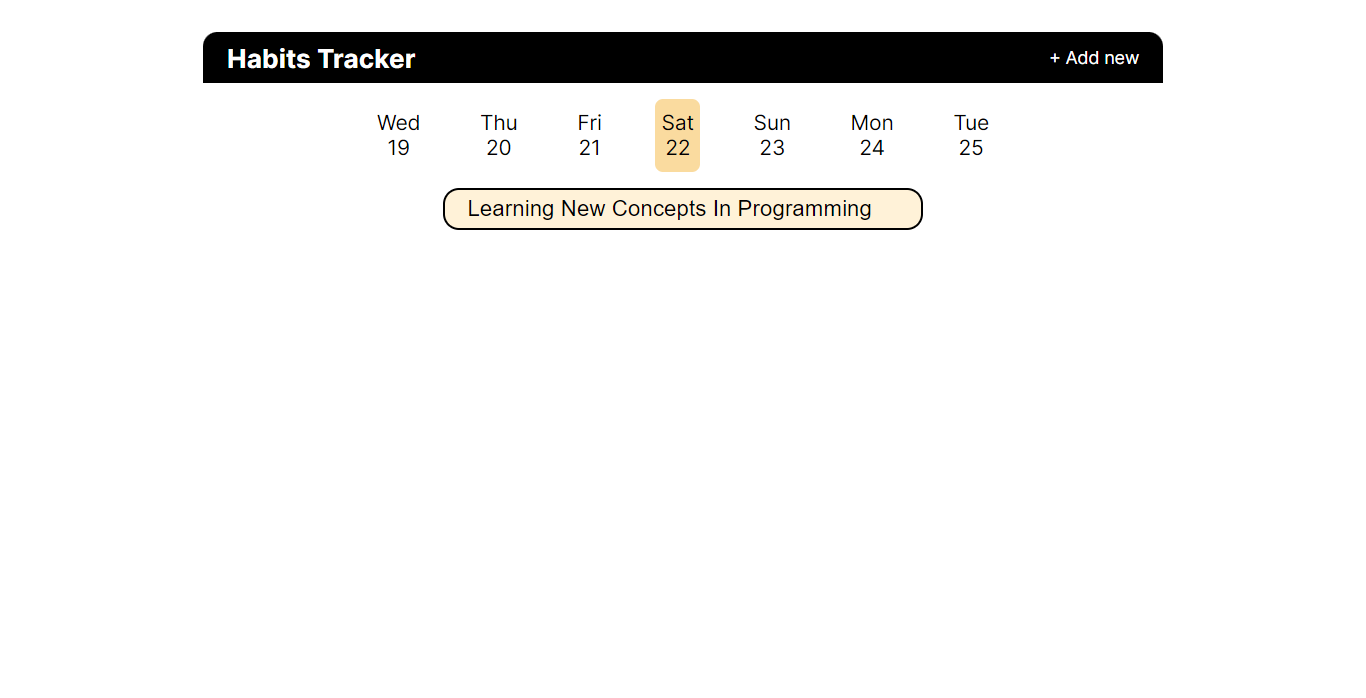 Habits Tracker + Add new
Wed Thu Fri Sat Sun Mon Tue
19 20 21 22 23 24 25
Learning New Concepts In Programming